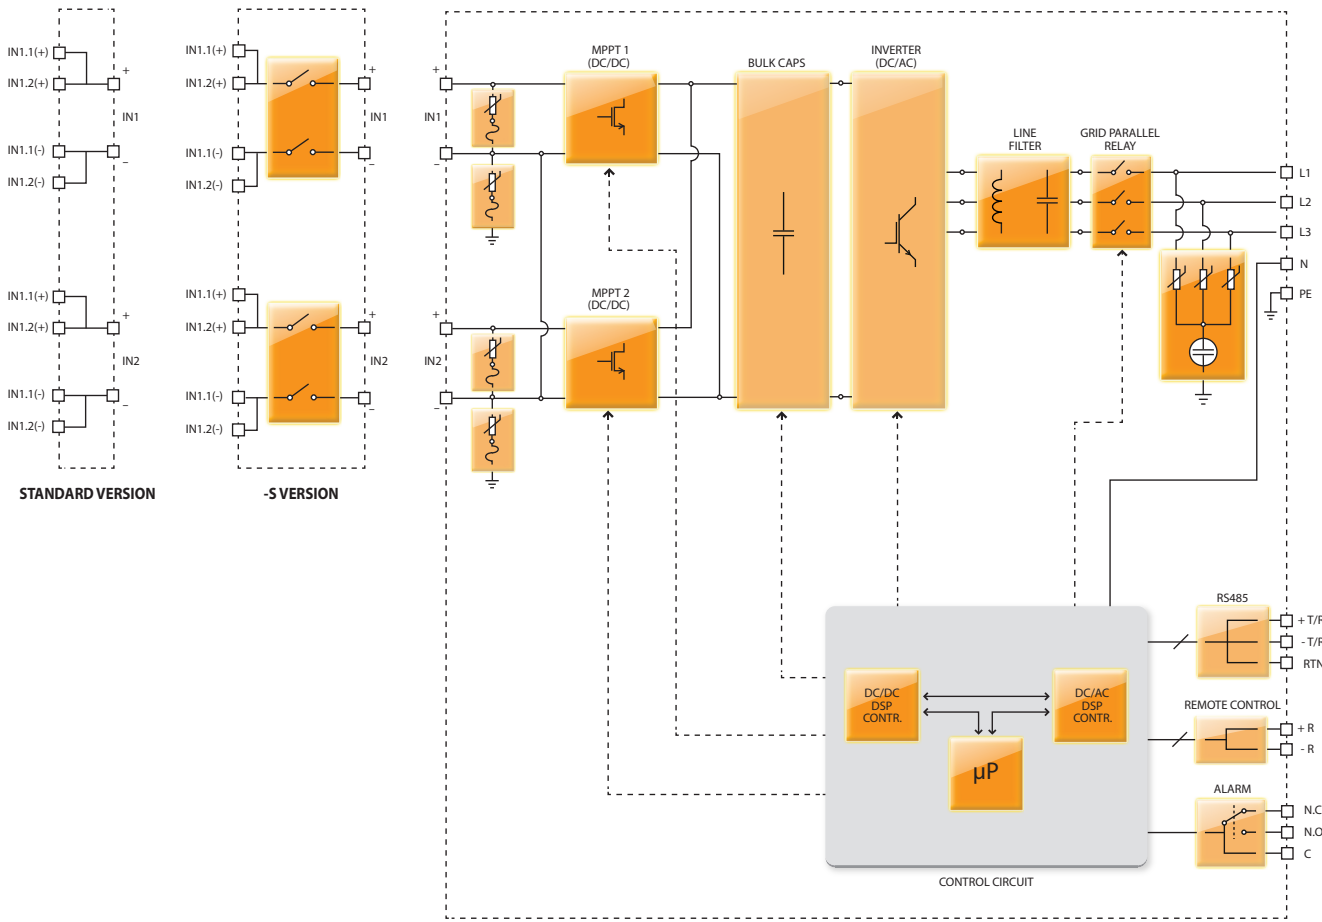 IN1.1(+)
IN1.2(+)
+
IN1
IN1.1(-)
–
IN1.2(-)
IN1.1(+)
+
IN1.2(+)
IN2
IN1.1(-)
–
IN1.2(-)
STANDARD VERSION
IN1.1(+)
+
IN1.2(+)
IN1
IN1.1(-)
–
IN1.2(-)
IN1.1(+)
+
IN1.2(+)
IN2
IN1.1(-)
–
IN1.2(-)
-S VERSION
+
IN1
–
+
IN2
–
MPPT 1
(DC/DC)
MPPT 2
(DC/DC)
BULK CAPS
INVERTER
(DC/AC)
LINE
FILTER
GRID PARALLEL
RELAY
L1
L2
L3
N
PE
DC/DC
DSP
CONTR.
DC/AC
DSP
CONTR.
µP
CONTROL CIRCUIT
RS485
+ T/R
- T/R
RTN
REMOTE CONTROL
+ R
- R
ALARM
N.C
N.O
C